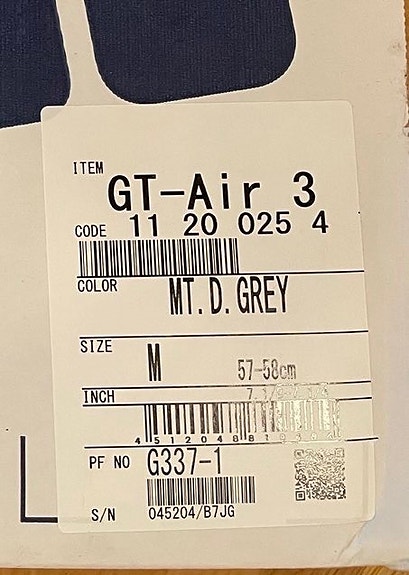 ITEM
GT-Air 3
CODE 11 20 025 4
COLOR MT.D.GREY
SIZE M 57-58cm
INCH
PF NO G337-1
S/N 045204/B7JG
L